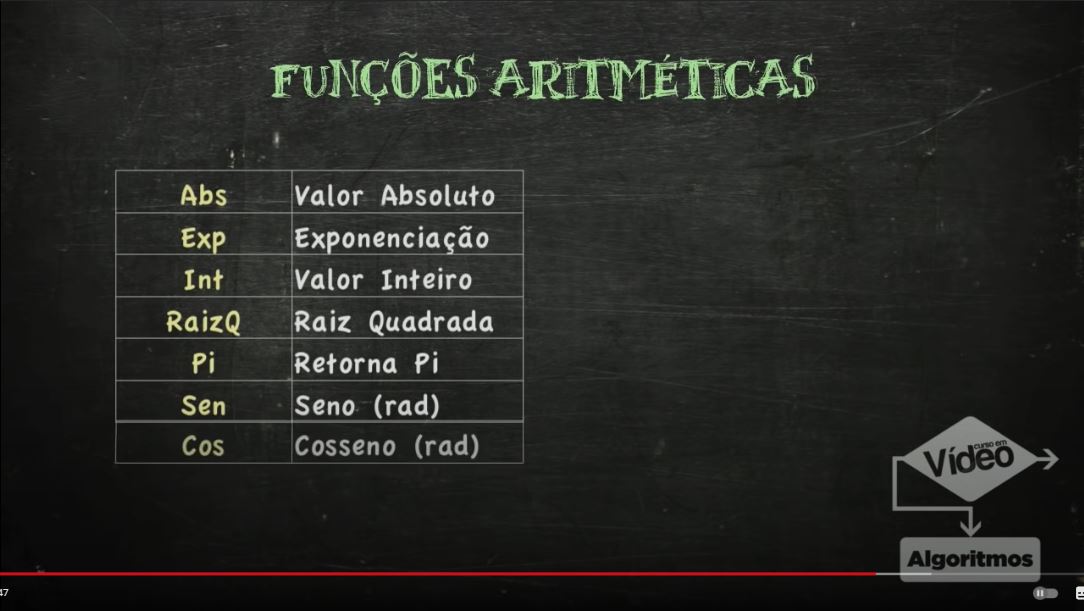 FUNÇÕES ARITMÉTICAS
Abs Valor Absoluto
Exp Exponenciação
Int Valor Inteiro
RaizQ Raiz Quadrada
Pi Retorna Pi
Sen Seno (rad)
Cos Cosseno (rad)
curso em
Vídeo
Algoritmos
47